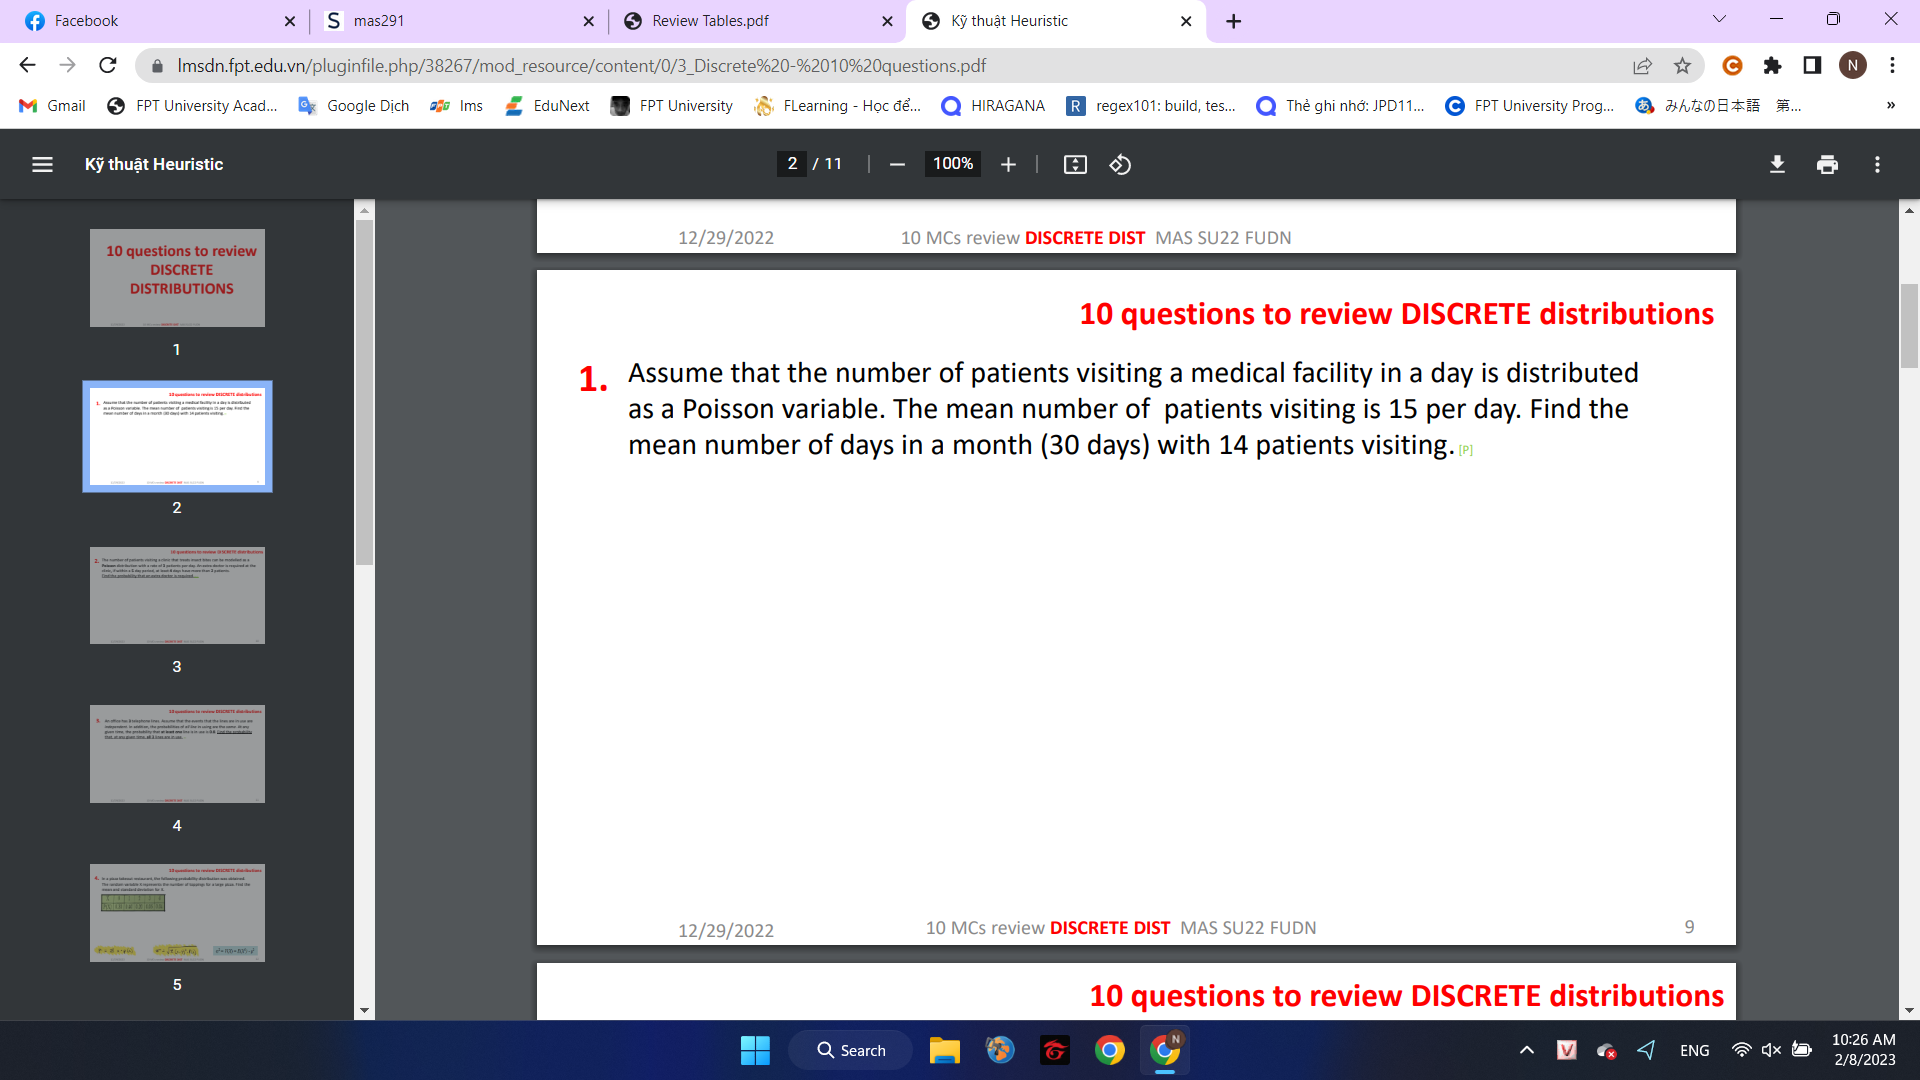 Facebook
mas291
Review Tables.pdf
Kỹ thuật Heuristic
lmsdn.fpt.edu.vn/pluginfile.php/38267/mod_resource/content/0/3_Discrete%20-%2010%20questions.pdf
N
Gmail
FPT University Acad...
Google Dịch
lms
EduNext
FPT University
FLearning - Học để...
HIRAGANA
regex101: build, tes...
Thẻ ghi nhớ: JPD11...
FPT University Prog...
みんなの日本語 第...
»
Kỹ thuật Heuristic
2 / 11
100%
10 questions to review
DISCRETE
DISTRIBUTIONS
1
2
3
4
5
12/29/2022
10 MCs review DISCRETE DIST MAS SU22 FUDN
10 questions to review DISCRETE distributions
1. Assume that the number of patients visiting a medical facility in a day is distributed
as a Poisson variable. The mean number of patients visiting is 15 per day. Find the
mean number of days in a month (30 days) with 14 patients visiting. [P]
12/29/2022
10 MCs review DISCRETE DIST MAS SU22 FUDN
9
10 questions to review DISCRETE distributions
Search
ENG
10:26 AM
2/8/2023